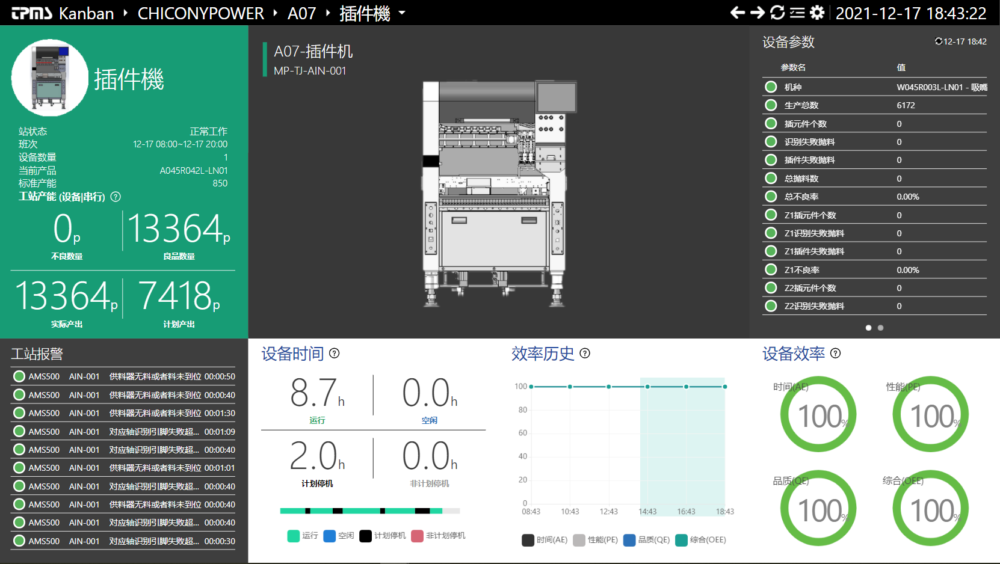 TPMS Kanban CHICONYPOWER A07 插件機
2021-12-17 18:43:22
插件機
站状态 正常工作
班次 12-17 08:00~12-17 20:00
设备数量 1
当前产品 A045R042L-LN01
标准产能 850
工站产能 (设备|串行) ?
0p 13364p
不良数量 良品数量
13364p 7418p
实际产出 计划产出
A07-插件机
MP-TJ-AIN-001
设备参数 12-17 18:42
参数名 值
机种 W045R003L-LN01 - 吸嘴
生产总数 6172
插元件个数 0
识别失败抛料 0
插件失败抛料 0
总抛料数 0
总不良率 0.00%
Z1插元件个数 0
Z1识别失败抛料 0
Z1插件失败抛料 0
Z1不良率 0.00%
Z2插元件个数 0
Z2识别失败抛料 0
工站报警
AMS500 AIN-001 供料器无料或者料未到位 00:00:50
AMS500 AIN-001 供料器无料或者料未到位 00:00:40
AMS500 AIN-001 供料器无料或者料未到位 00:01:30
AMS500 AIN-001 对应轴识别引脚失败超... 00:01:09
AMS500 AIN-001 对应轴识别引脚失败超... 00:00:40
AMS500 AIN-001 供料器无料或者料未到位 00:01:01
AMS500 AIN-001 对应轴识别引脚失败超... 00:00:40
AMS500 AIN-001 供料器无料或者料未到位 00:00:40
AMS500 AIN-001 对应轴识别引脚失败超... 00:00:40
AMS500 AIN-001 对应轴识别引脚失败超... 00:00:30
设备时间 ?
8.7h 0.0h
运行 空闲
2.0h 0.0h
计划停机 非计划停机
运行 空闲 计划停机 非计划停机
效率历史 ?
100
80
60
40
20
0
08:43 10:43 12:43 14:43 16:43 18:43
时间(AE) 性能(PE) 品质(QE) 综合(OEE)
设备效率 ?
时间(AE) 性能(PE)
100% 100%
品质(QE) 综合(OEE)
100% 100%